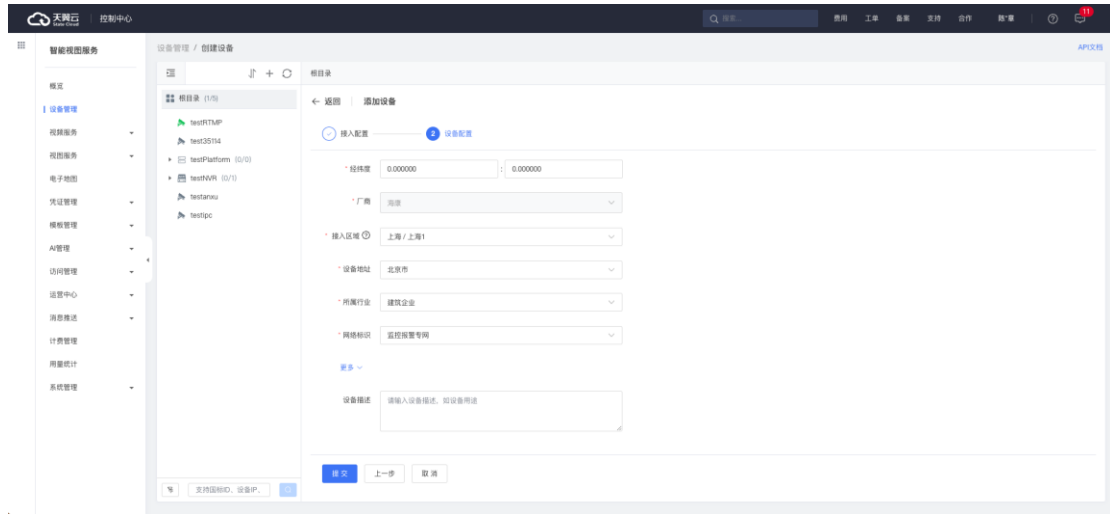 天翼云 控制中心 搜索... 费用 工单 备案 支持 合作 11
State Cloud
智能视图服务
概览
设备管理
视频服务
视图服务
电子地图
凭证管理
模板管理
AI管理
访问管理
运营中心
消息推送
计费管理
用量统计
系统管理
设备管理 / 创建设备 API文档
根目录 (1/5)
testRTMP
test35114
testPlatform (0/0)
testNVR (0/1)
testanxu
testipc
支持国标ID、设备IP、
根目录
← 返回 添加设备
接入配置 2 设备配置
* 经纬度 0.000000 : 0.000000
* 厂商 海康
* 接入区域 上海 / 上海1
* 设备地址 北京市
* 所属行业 建筑企业
* 网络标识 监控报警专网
更多
设备描述 请输入设备描述，如设备用途
提交 上一步 取消